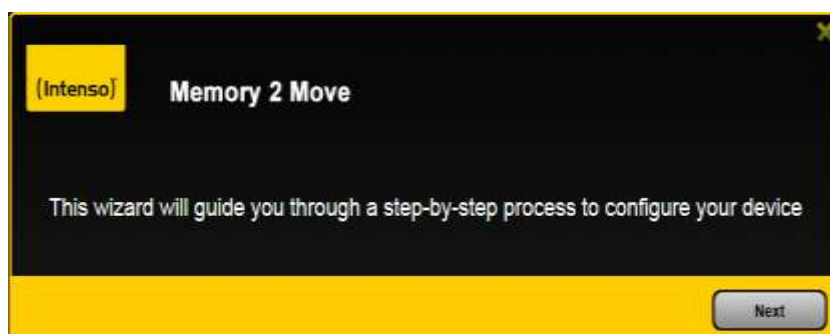 (Intenso)
Memory 2 Move
This wizard will guide you through a step-by-step process to configure your device
Next